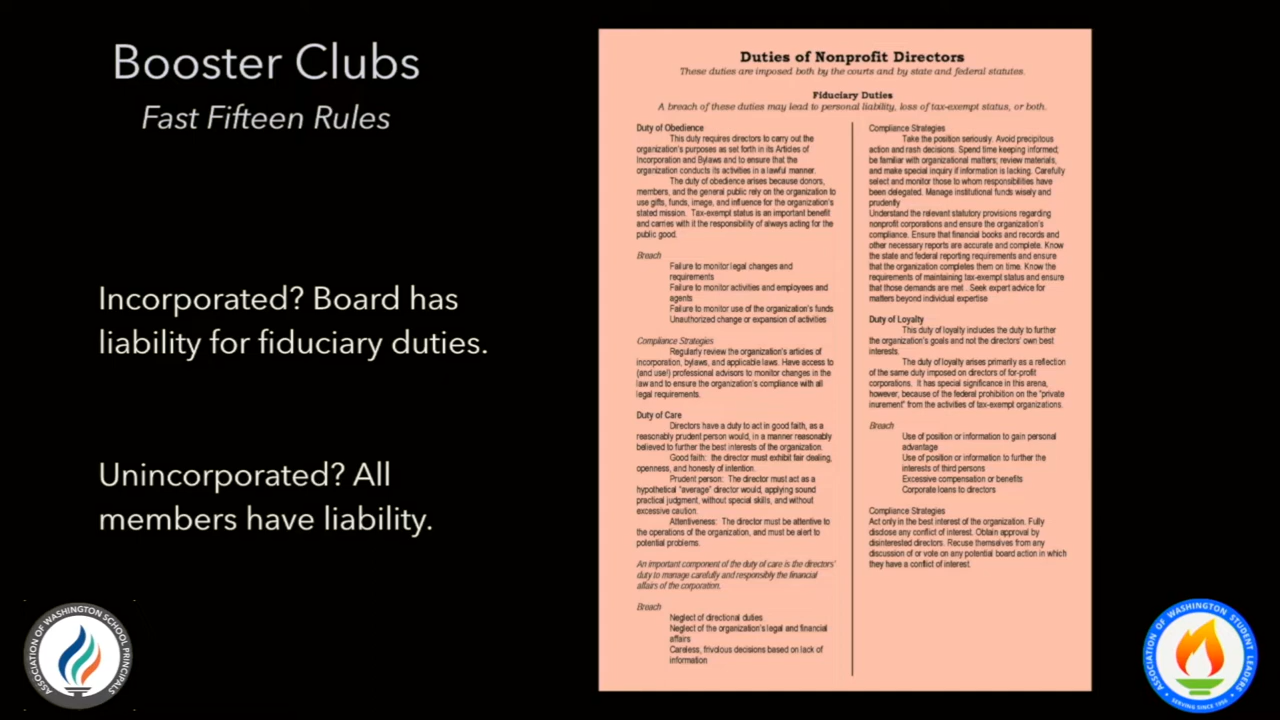 Booster Clubs
Fast Fifteen Rules
Incorporated? Board has
liability for fiduciary duties.
Unincorporated? All
members have liability.
Duties of Nonprofit Directors
These duties are imposed both by the courts and by state and federal statutes.
Fiduciary Duties
A breach of these duties may lead to personal liability, loss of tax-exempt status, or both.
Duty of Obedience
This duty requires directors to carry out the
organization's purposes as set forth in its Articles of
Incorporation and Bylaws and to ensure that the
organization conducts its activities in a lawful manner.
The duty of obedience arises because donors,
members, and the general public rely on the organization to
use gifts, funds, image, and influence for the organization's
stated mission. Tax-exempt status is an important benefit
and carries with it the responsibility of always acting for the
public good.
Breach
Failure to monitor legal changes and
requirements
Failure to monitor activities and employees and
agents
Failure to monitor use of the organization's funds
Unauthorized change or expansion of activities
Compliance Strategies
Regularly review the organization's articles of
incorporation, bylaws, and applicable laws. Have access to
(and use!) professional advisors to monitor changes in the
law and to ensure the organization's compliance with all
legal requirements.
Duty of Care
Directors have a duty to act in good faith, as a
reasonably prudent person would, in a manner reasonably
believed to further the best interests of the organization.
Good faith: the director must exhibit fair dealing,
openness, and honesty of intention.
Prudent person: The director must act as a
hypothetical "average" director would, applying sound
practical judgment, without special skills, and without
excessive caution.
Attentiveness: The director must be attentive to
the operations of the organization, and must be alert to
potential problems.
An important component of the duty of care is the directors'
duty to manage carefully and responsibly the financial
affairs of the corporation.
Breach
Neglect of directional duties
Neglect of the organization's legal and financial
affairs
Careless, frivolous decisions based on lack of
information
Compliance Strategies
Take the position seriously. Avoid precipitous
action and rash decisions. Spend time keeping informed;
be familiar with organizational matters; review materials,
and make special inquiry if information is lacking. Carefully
select and monitor those to whom responsibilities have
been delegated. Manage institutional funds wisely and
prudently
Understand the relevant statutory provisions regarding
nonprofit corporations and ensure the organization's
compliance. Ensure that financial books and records and
other necessary reports are accurate and complete. Know
the state and federal reporting requirements and ensure
that the organization completes them on time. Know the
requirements of maintaining tax-exempt status and ensure
that those demands are met . Seek expert advice for
matters beyond individual expertise
Duty of Loyalty
This duty of loyalty includes the duty to further
the organization's goals and not the directors' own best
interests.
The duty of loyalty arises primarily as a reflection
of the same duty imposed on directors of for-profit
corporations. It has special significance in this arena,
however, because of the federal prohibition on the "private
inurement" from the activities of tax-exempt organizations.
Breach
Use of position or information to gain personal
advantage
Use of position or information to further the
interests of third persons
Excessive compensation or benefits
Corporate loans to directors
Compliance Strategies
Act only in the best interest of the organization. Fully
disclose any conflict of interest. Obtain approval by
disinterested directors. Recuse themselves from any
discussion of or vote on any potential board action in which
they have a conflict of interest.
ASSOCIATION OF WASHINGTON SCHOOL PRINCIPALS
ASSOCIATION OF WASHINGTON STUDENT LEADERS
SERVING SINCE 1956